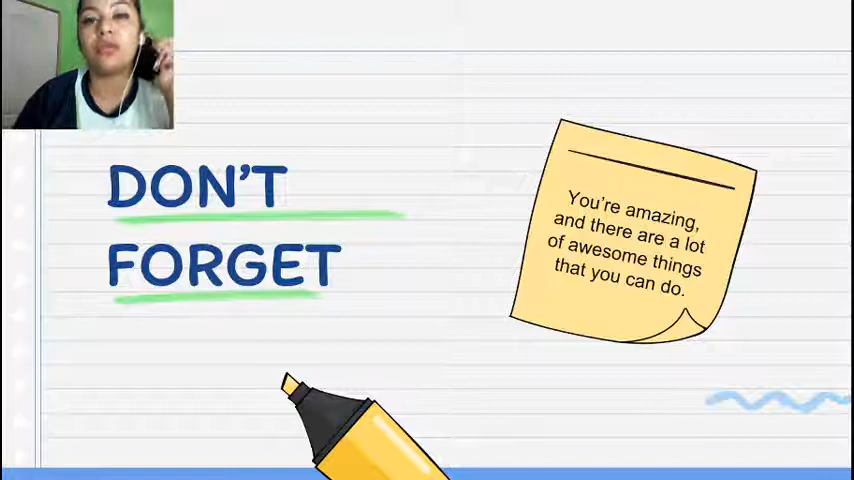 DON'T
FORGET
You're amazing,
and there are a lot
of awesome things
that you can do.